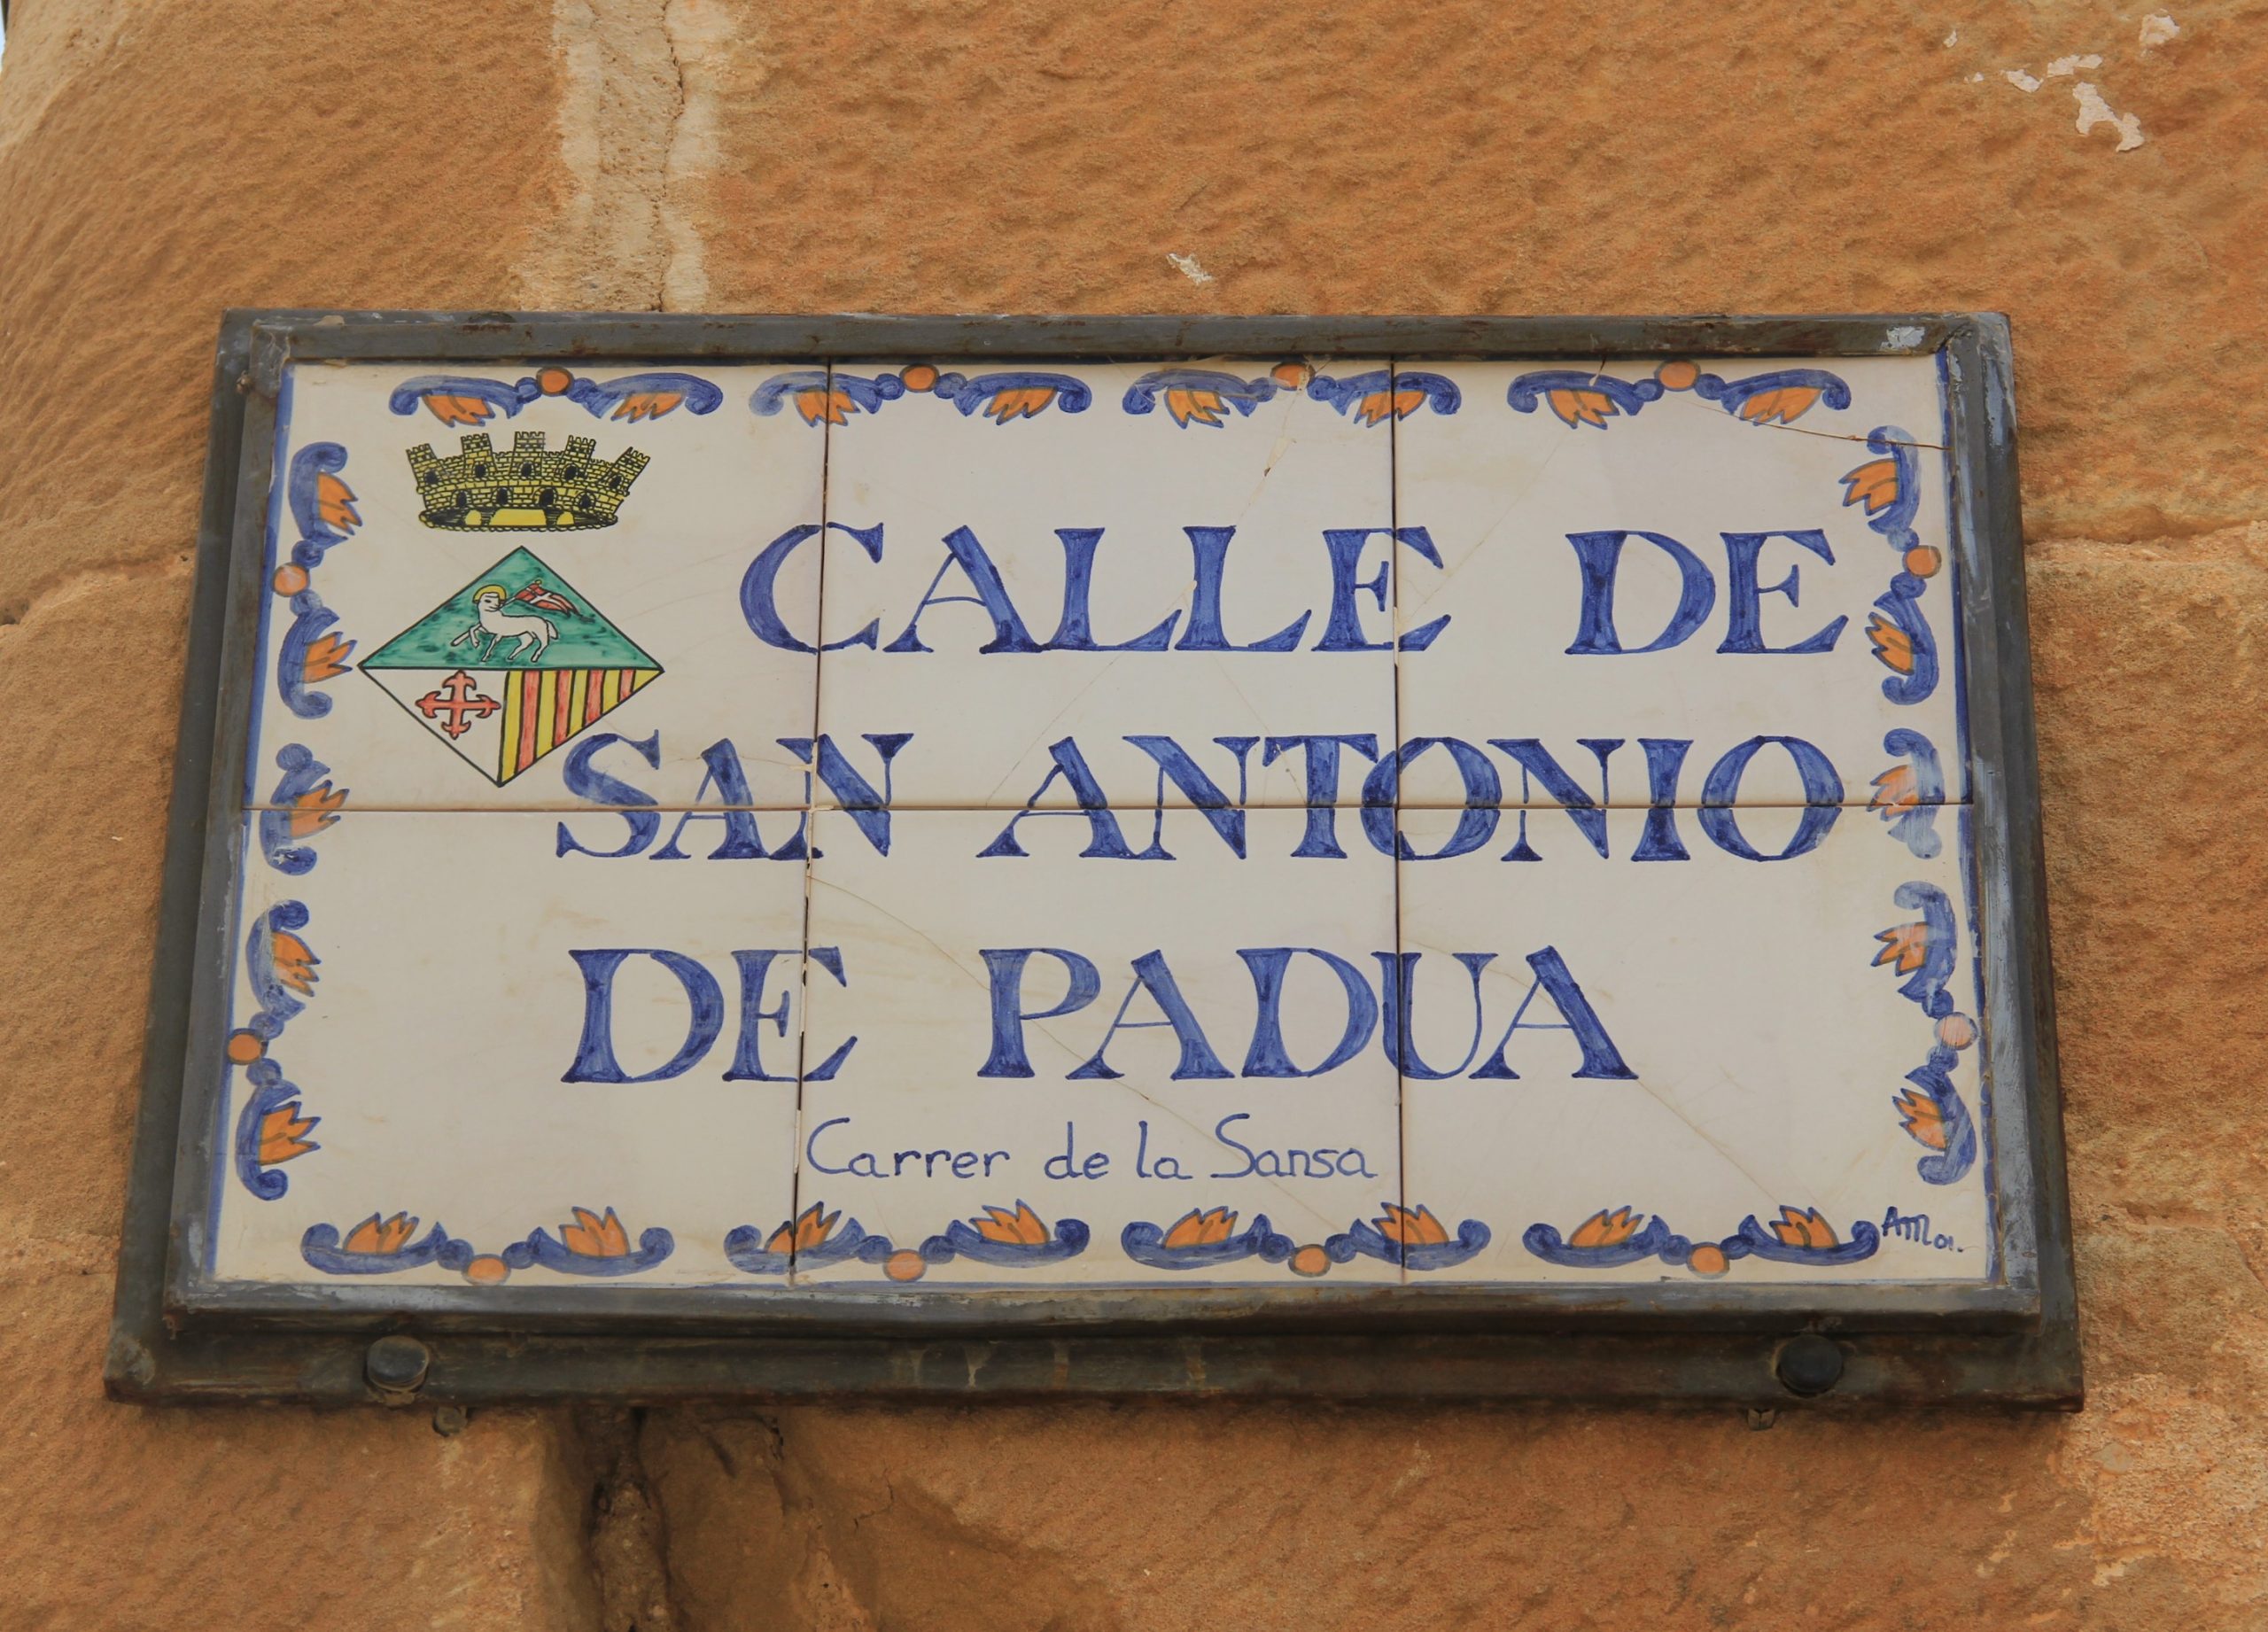 CALLE DE
SAN ANTONIO
DE PADUA
Carrer de la Sansa